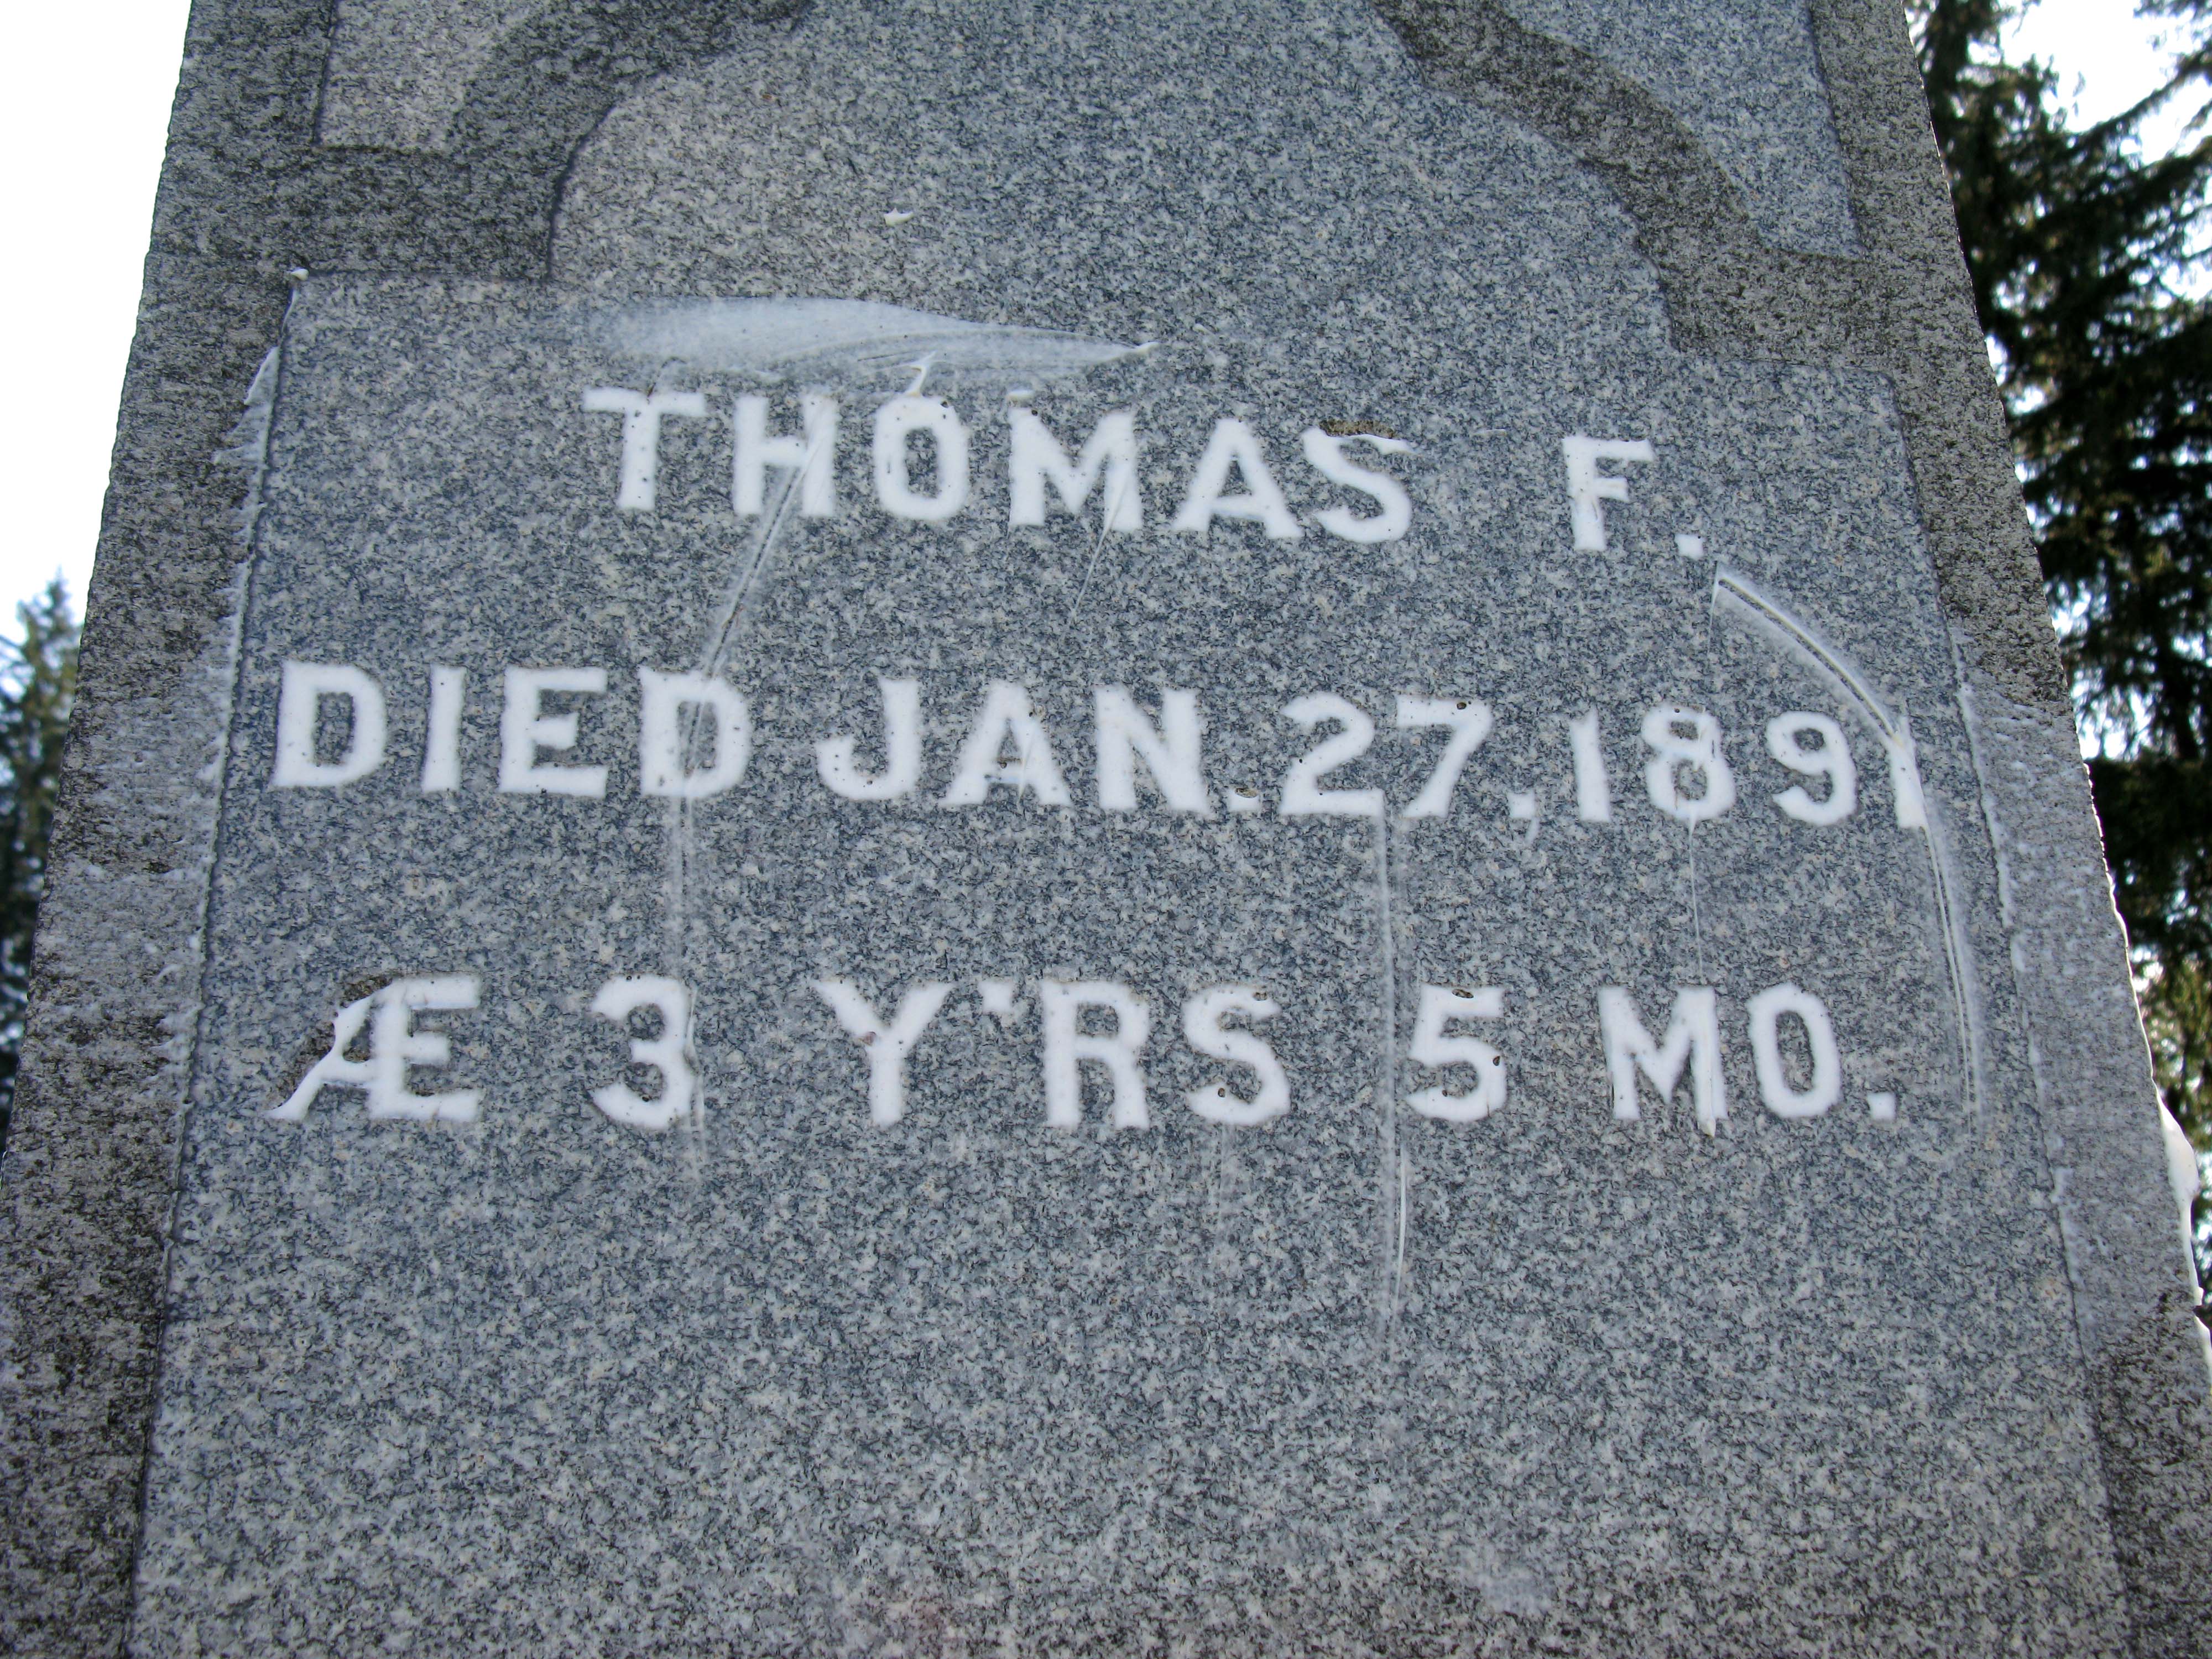 THOMAS F.
DIED JAN. 27, 1891
Æ 3 Y'RS 5 MO.